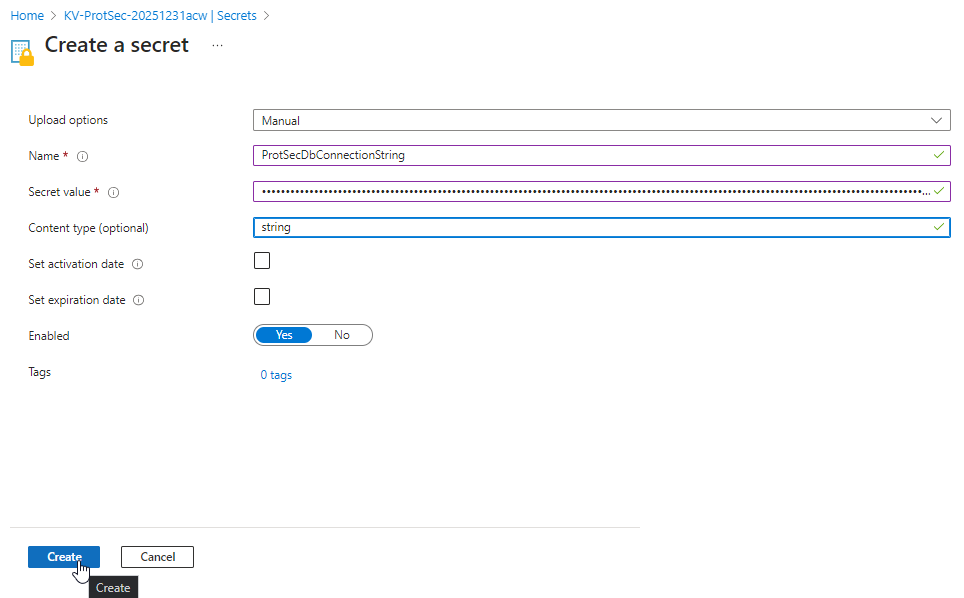 Home > KV-ProtSec-20251231acw | Secrets >
Create a secret ...
Upload options Manual
Name * ProtSecDbConnectionString
Secret value * ••••••••••••••••••••••••••••••••••••••••••••••••••••••••••••••••••••••••••••••••••••••••••••••••••••••••••••••••••••••••••••••••••••••••...
Content type (optional) string
Set activation date
Set expiration date
Enabled Yes No
Tags 0 tags
Create Cancel
Create